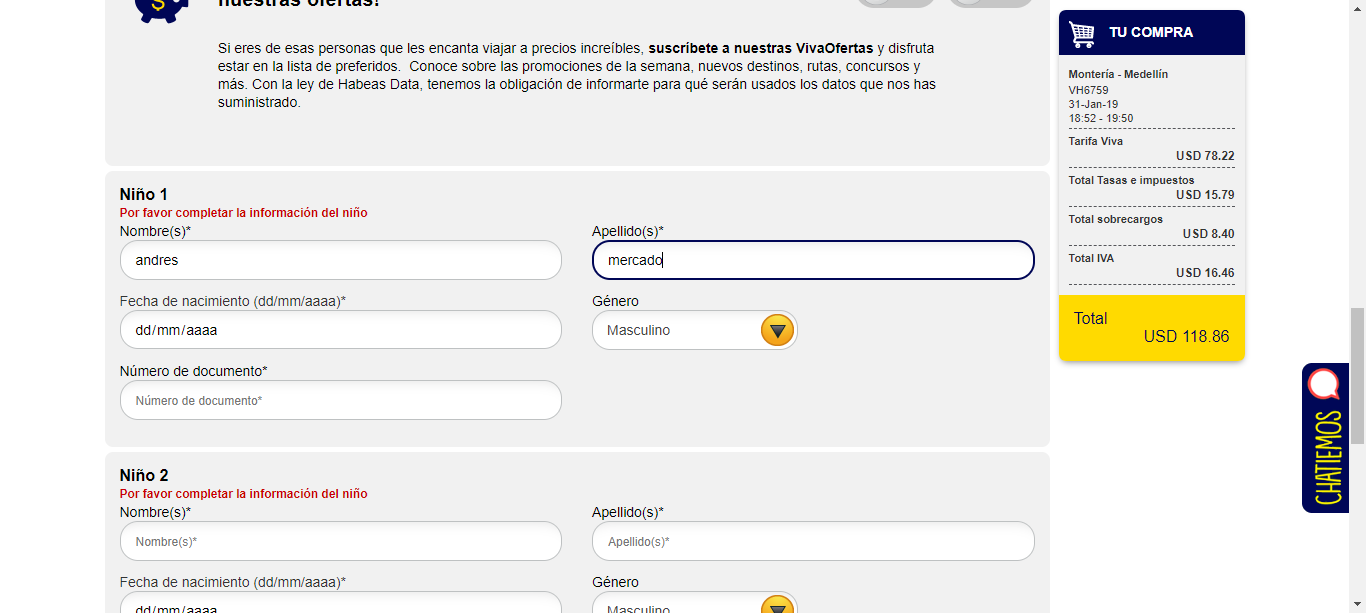 nuestras ofertas!
$
Si eres de esas personas que les encanta viajar a precios increíbles, suscríbete a nuestras VivaOfertas y disfruta
estar en la lista de preferidos. Conoce sobre las promociones de la semana, nuevos destinos, rutas, concursos y
más. Con la ley de Habeas Data, tenemos la obligación de informarte para qué serán usados los datos que nos has
suministrado.
Niño 1
Por favor completar la información del niño
Nombre(s)*
Apellido(s)*
andres
mercado
Fecha de nacimiento (dd/mm/aaaa)*
Género
dd/mm/aaaa
Masculino
Número de documento*
Número de documento*
Niño 2
Por favor completar la información del niño
Nombre(s)*
Apellido(s)*
Nombre(s)*
Apellido(s)*
Fecha de nacimiento (dd/mm/aaaa)*
Género
dd/mm/aaaa
Masculino
TU COMPRA
Montería - Medellín
VH6759
31-Jan-19
18:52 - 19:50
Tarifa Viva
USD 78.22
Total Tasas e impuestos
USD 15.79
Total sobrecargos
USD 8.40
Total IVA
USD 16.46
Total
USD 118.86
CHATIEMOS